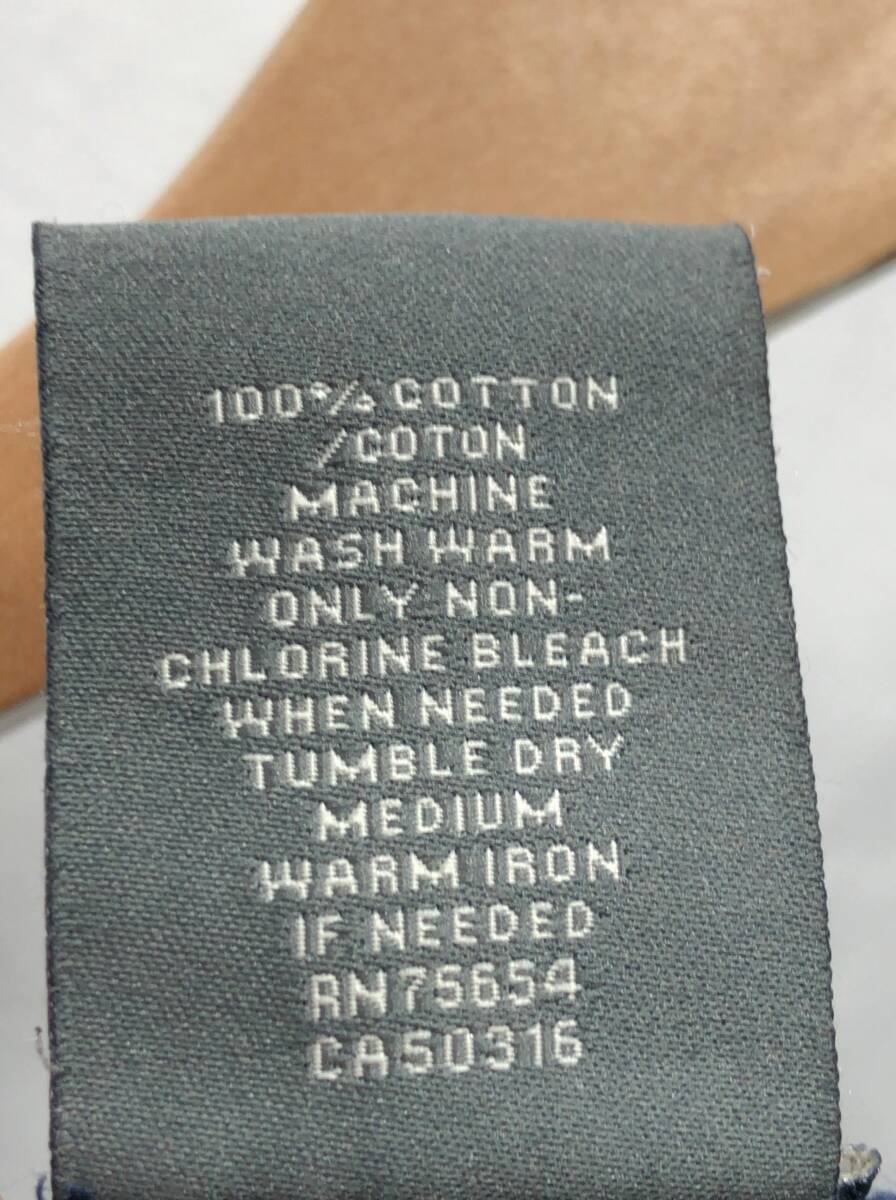 100% COTTON
/COTON
MACHINE
WASH WARM
ONLY NON-
CHLORINE BLEACH
WHEN NEEDED
TUMBLE DRY
MEDIUM
WARM IRON
IF NEEDED
RN75654
CA50316